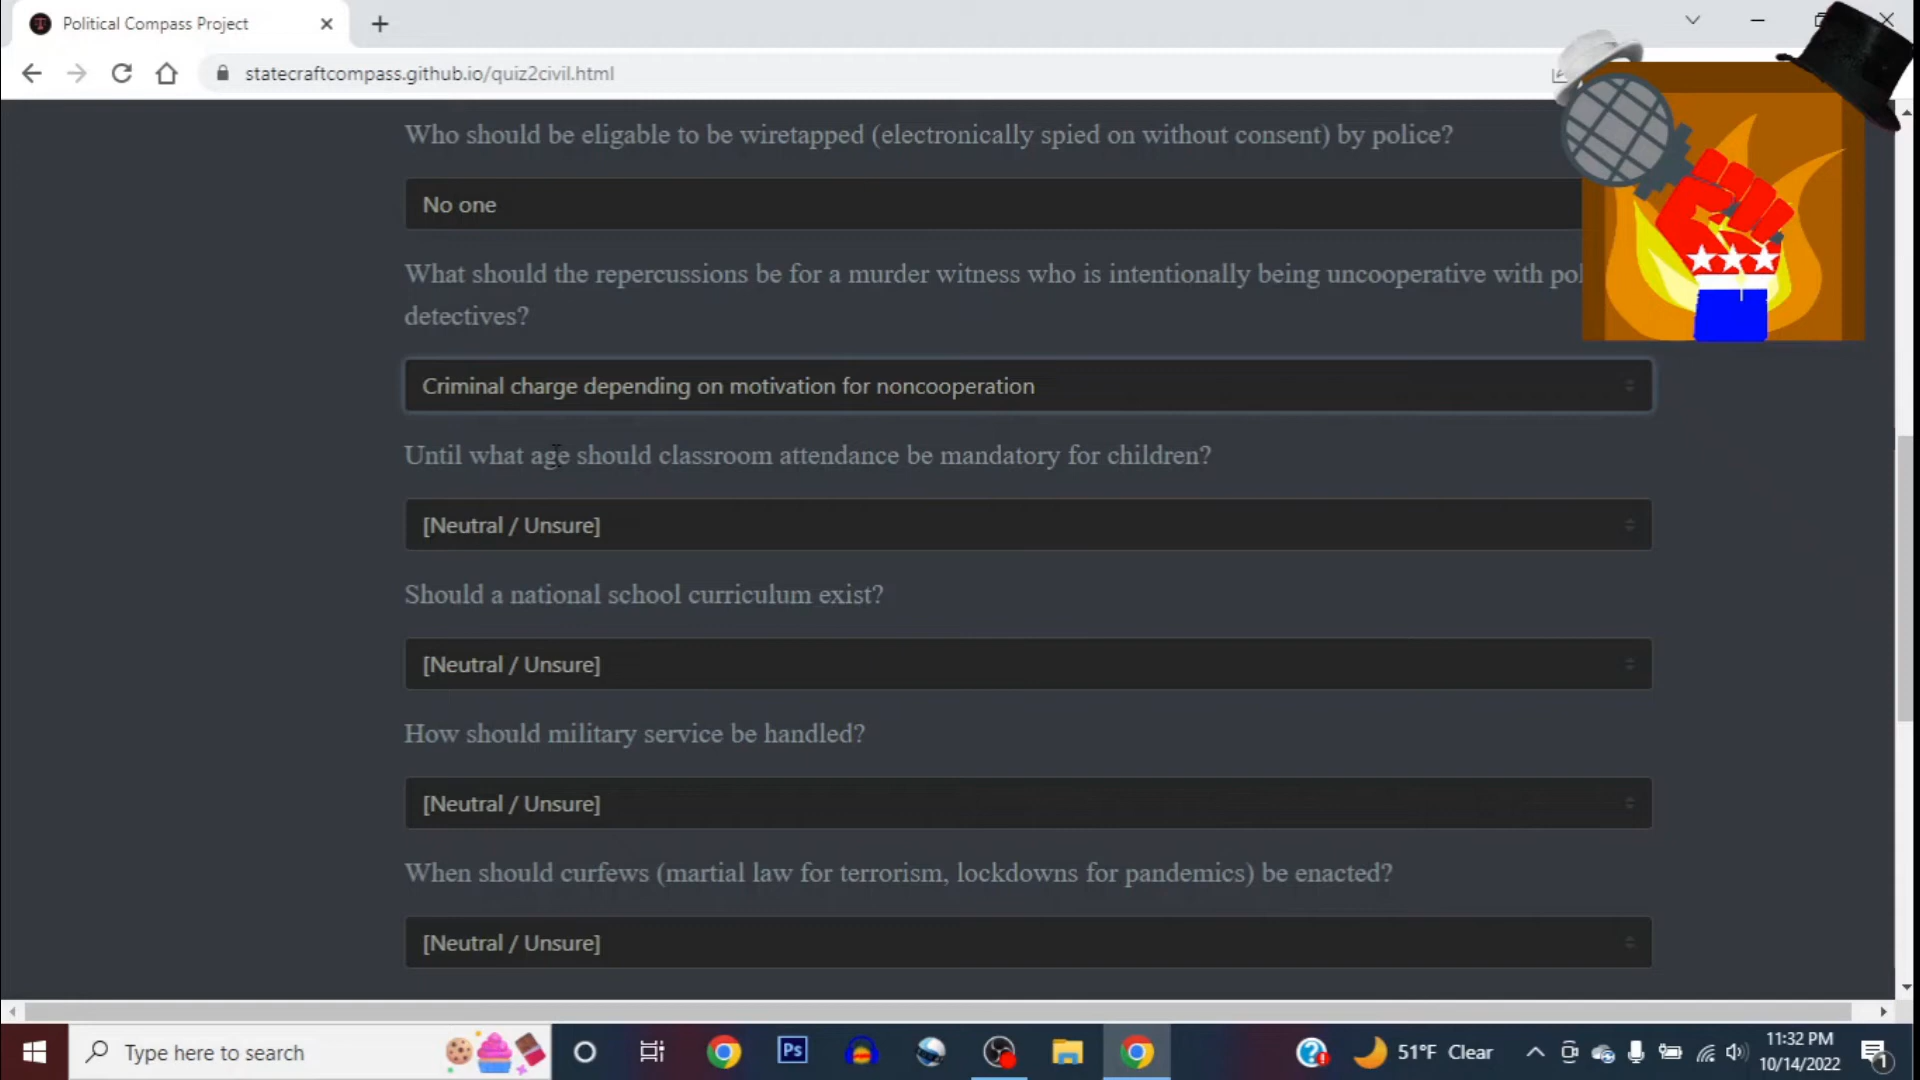 Political Compass Project
statecraftcompass.github.io/quiz2civil.html
Who should be eligable to be wiretapped (electronically spied on without consent) by police?
No one
What should the repercussions be for a murder witness who is intentionally being uncooperative with pol
detectives?
Criminal charge depending on motivation for noncooperation
Until what age should classroom attendance be mandatory for children?
[Neutral / Unsure]
Should a national school curriculum exist?
[Neutral / Unsure]
How should military service be handled?
[Neutral / Unsure]
When should curfews (martial law for terrorism, lockdowns for pandemics) be enacted?
[Neutral / Unsure]
Type here to search
Ps
51°F Clear
11:32 PM
10/14/2022
1